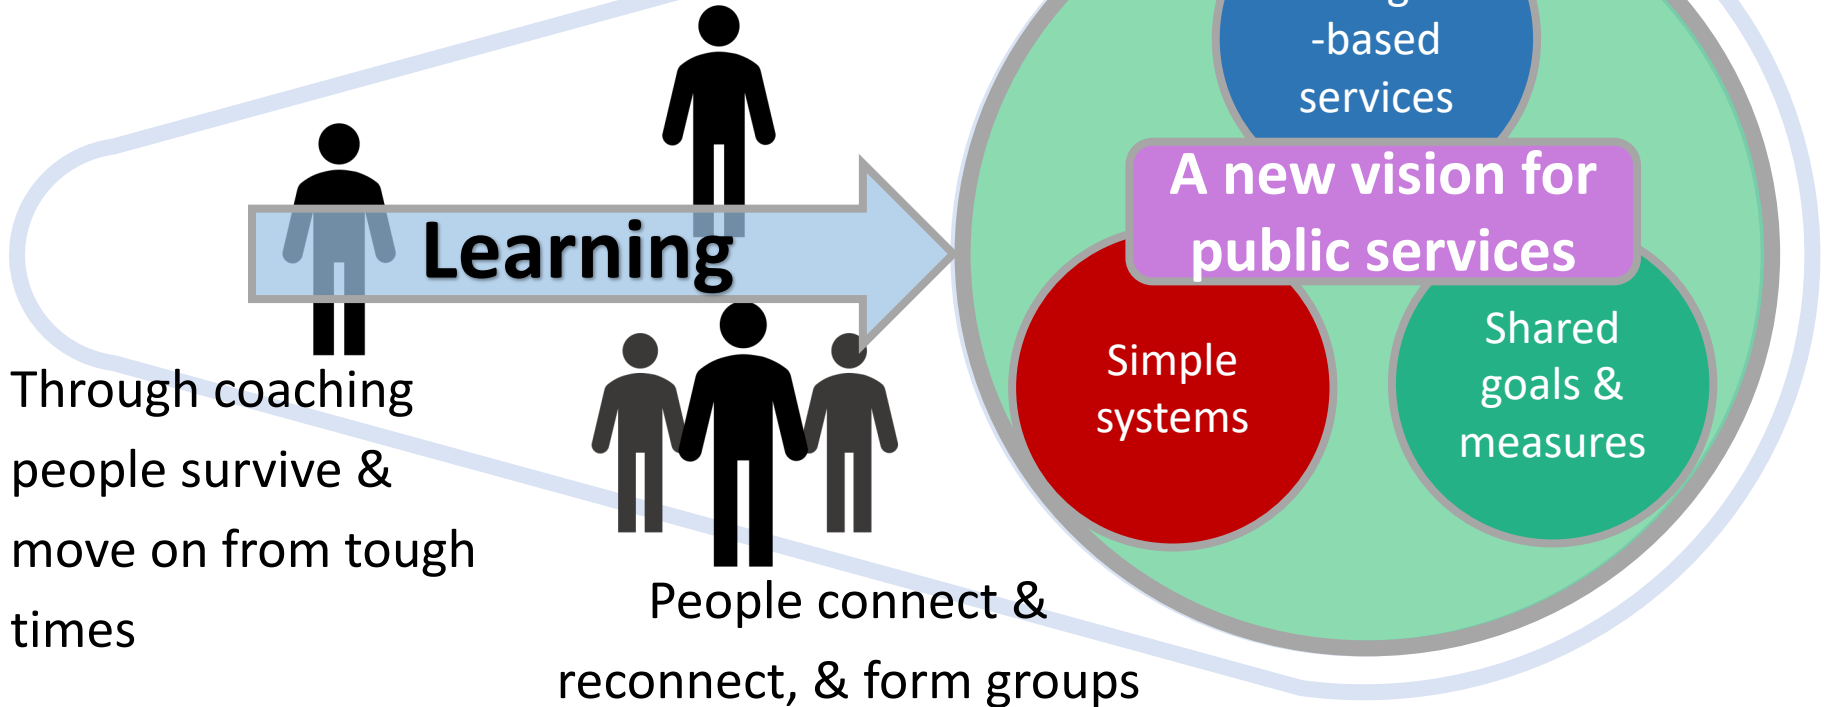 -based
services
A new vision for
public services
Learning
Simple
systems
Shared
goals &
measures
Through coaching
people survive &
move on from tough
times
People connect &
reconnect, & form groups